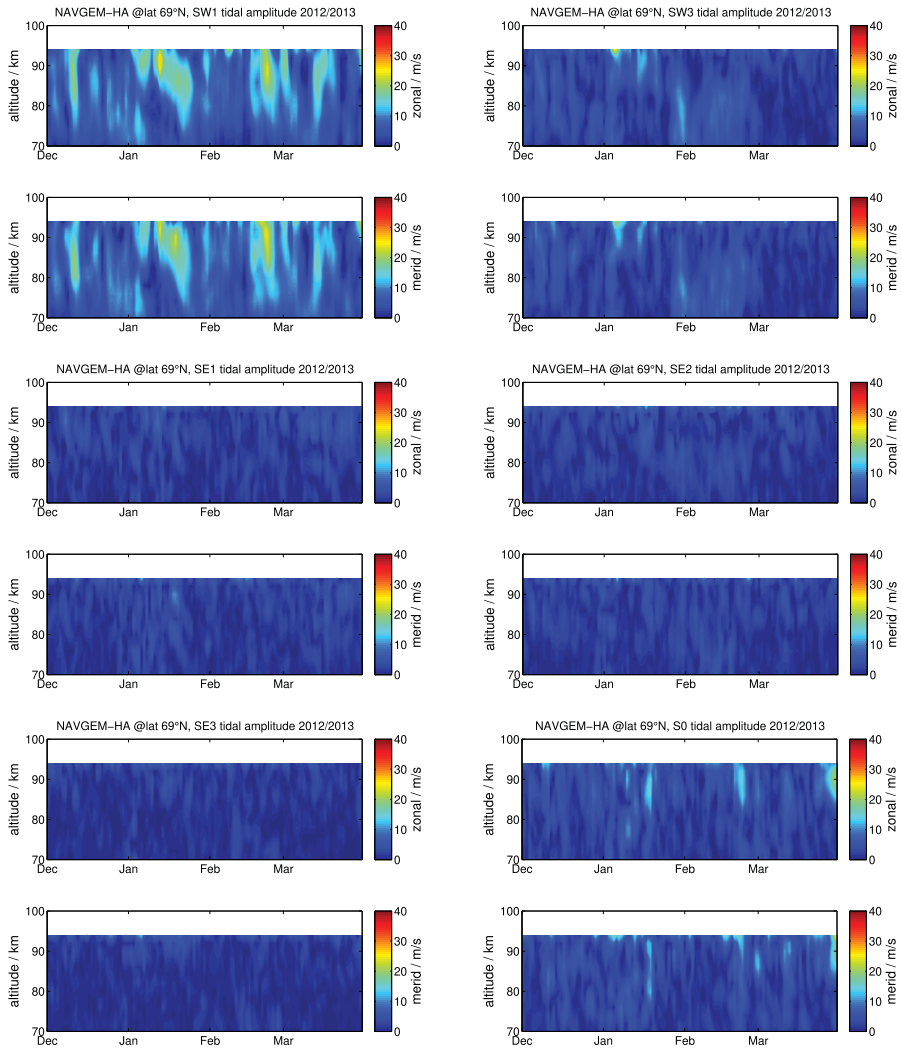 NAVGEM−HA @lat 69°N, SW1 tidal amplitude 2012/2013
100
90
80
70
altitude / km
Dec Jan Feb Mar
40
30
20
10
0
zonal / m/s
NAVGEM−HA @lat 69°N, SW3 tidal amplitude 2012/2013
100
90
80
70
altitude / km
Dec Jan Feb Mar
40
30
20
10
0
zonal / m/s
100
90
80
70
altitude / km
Dec Jan Feb Mar
40
30
20
10
0
merid / m/s
100
90
80
70
altitude / km
Dec Jan Feb Mar
40
30
20
10
0
merid / m/s
NAVGEM−HA @lat 69°N, SE1 tidal amplitude 2012/2013
100
90
80
70
altitude / km
Dec Jan Feb Mar
40
30
20
10
0
zonal / m/s
NAVGEM−HA @lat 69°N, SE2 tidal amplitude 2012/2013
100
90
80
70
altitude / km
Dec Jan Feb Mar
40
30
20
10
0
zonal / m/s
100
90
80
70
altitude / km
Dec Jan Feb Mar
40
30
20
10
0
merid / m/s
100
90
80
70
altitude / km
Dec Jan Feb Mar
40
30
20
10
0
merid / m/s
NAVGEM−HA @lat 69°N, SE3 tidal amplitude 2012/2013
100
90
80
70
altitude / km
Dec Jan Feb Mar
40
30
20
10
0
zonal / m/s
NAVGEM−HA @lat 69°N, S0 tidal amplitude 2012/2013
100
90
80
70
altitude / km
Dec Jan Feb Mar
40
30
20
10
0
zonal / m/s
100
90
80
70
altitude / km
Dec Jan Feb Mar
40
30
20
10
0
merid / m/s
100
90
80
70
altitude / km
Dec Jan Feb Mar
40
30
20
10
0
merid / m/s